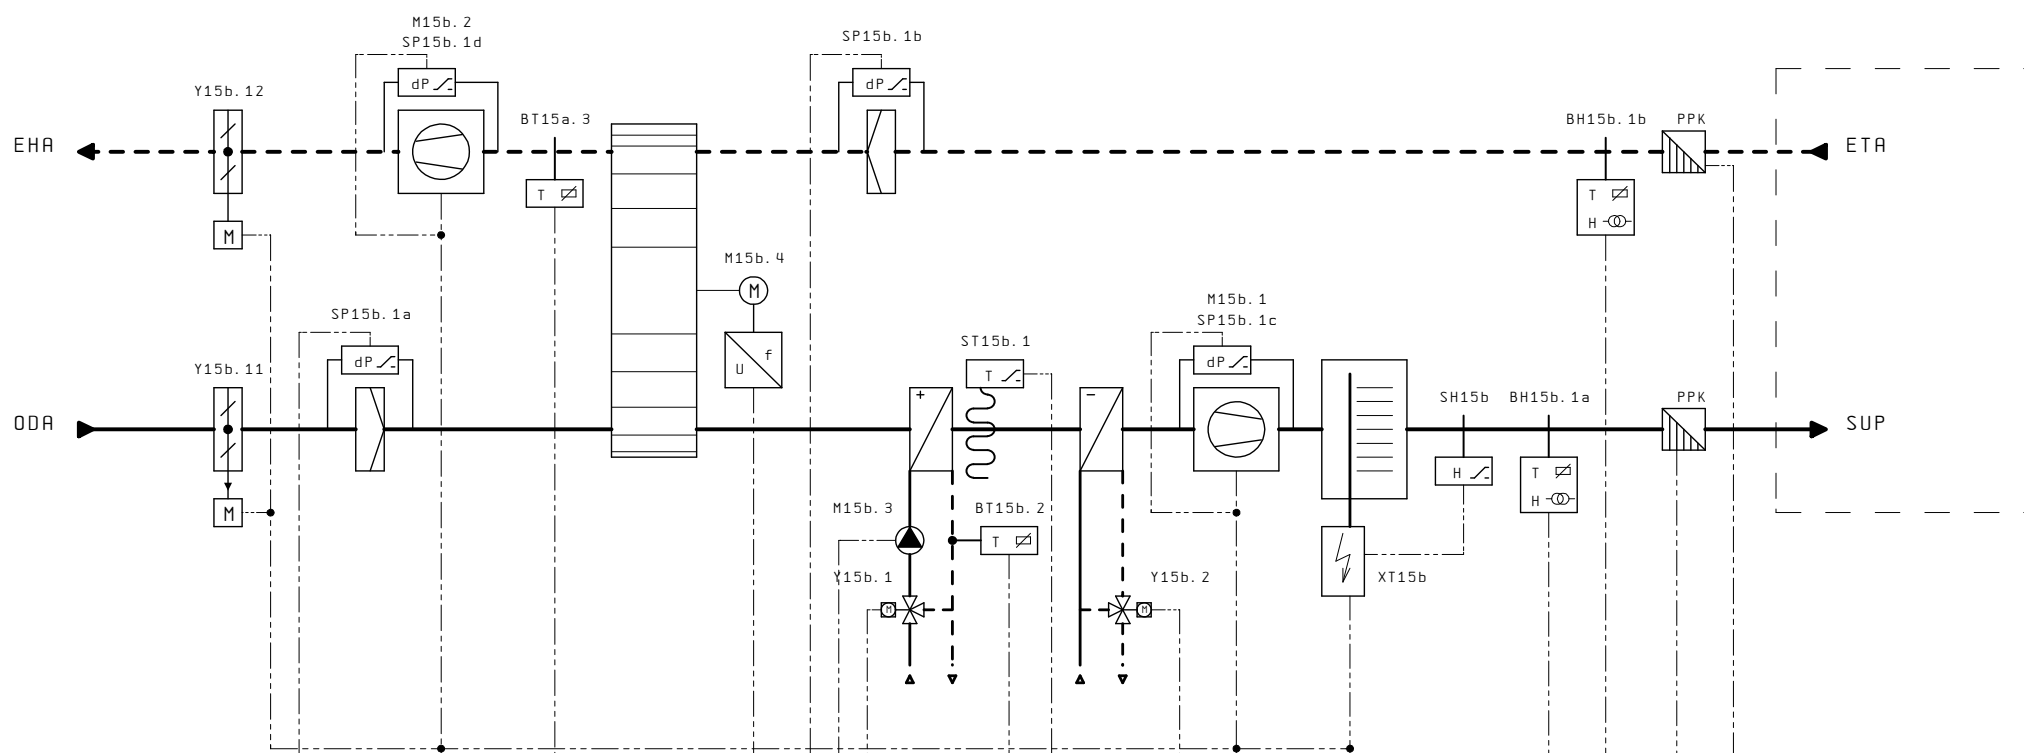 M15b.2
SP15b.1d
SP15b.1b
dP
dP
Y15b.12
BT15a.3
BH15b.1b
PPK
EHA
ETA
T
T
H
M
M15b.4
M
SP15b.1a
M15b.1
SP15b.1c
ST15b.1
dP
f
U
T
dP
Y15b.11
+
-
SH15b
BH15b.1a
PPK
ODA
SUP
H
T
H
M
M15b.3
BT15b.2
T
Y15b.1
Y15b.2
XT15b
M
M